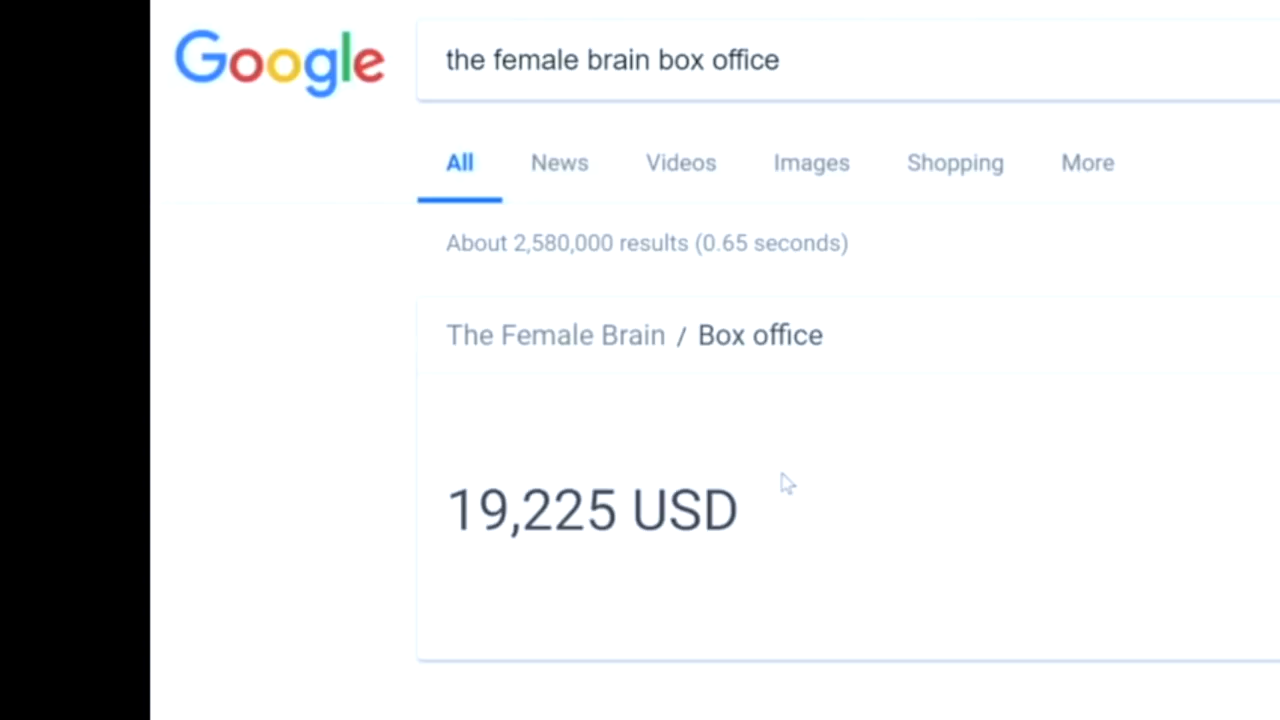 Google the female brain box office
All News Videos Images Shopping More
About 2,580,000 results (0.65 seconds)
The Female Brain / Box office
19,225 USD